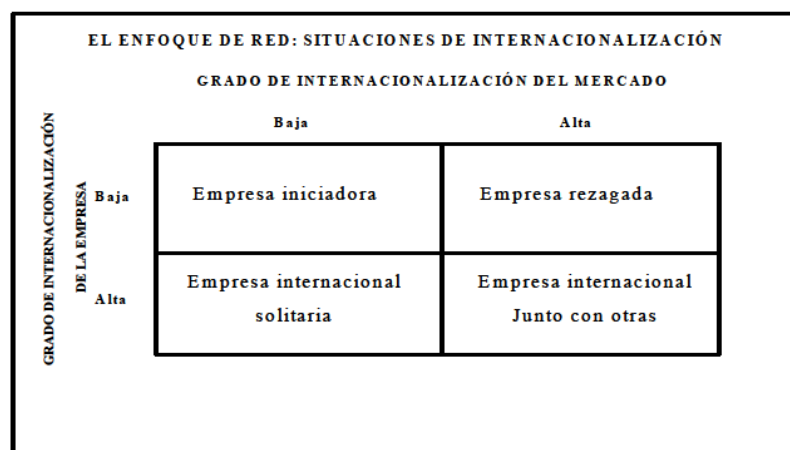 EL ENFOQUE DE RED: SITUACIONES DE INTERNACIONALIZACIÓN
GRADO DE INTERNACIONALIZACIÓN DEL MERCADO
Baja Alta
GRADO DE INTERNACIONALIZACIÓN
DE LA EMPRESA
Baja Empresa iniciadora Empresa rezagada
Empresa internacional Empresa internacional
Alta
solitaria Junto con otras